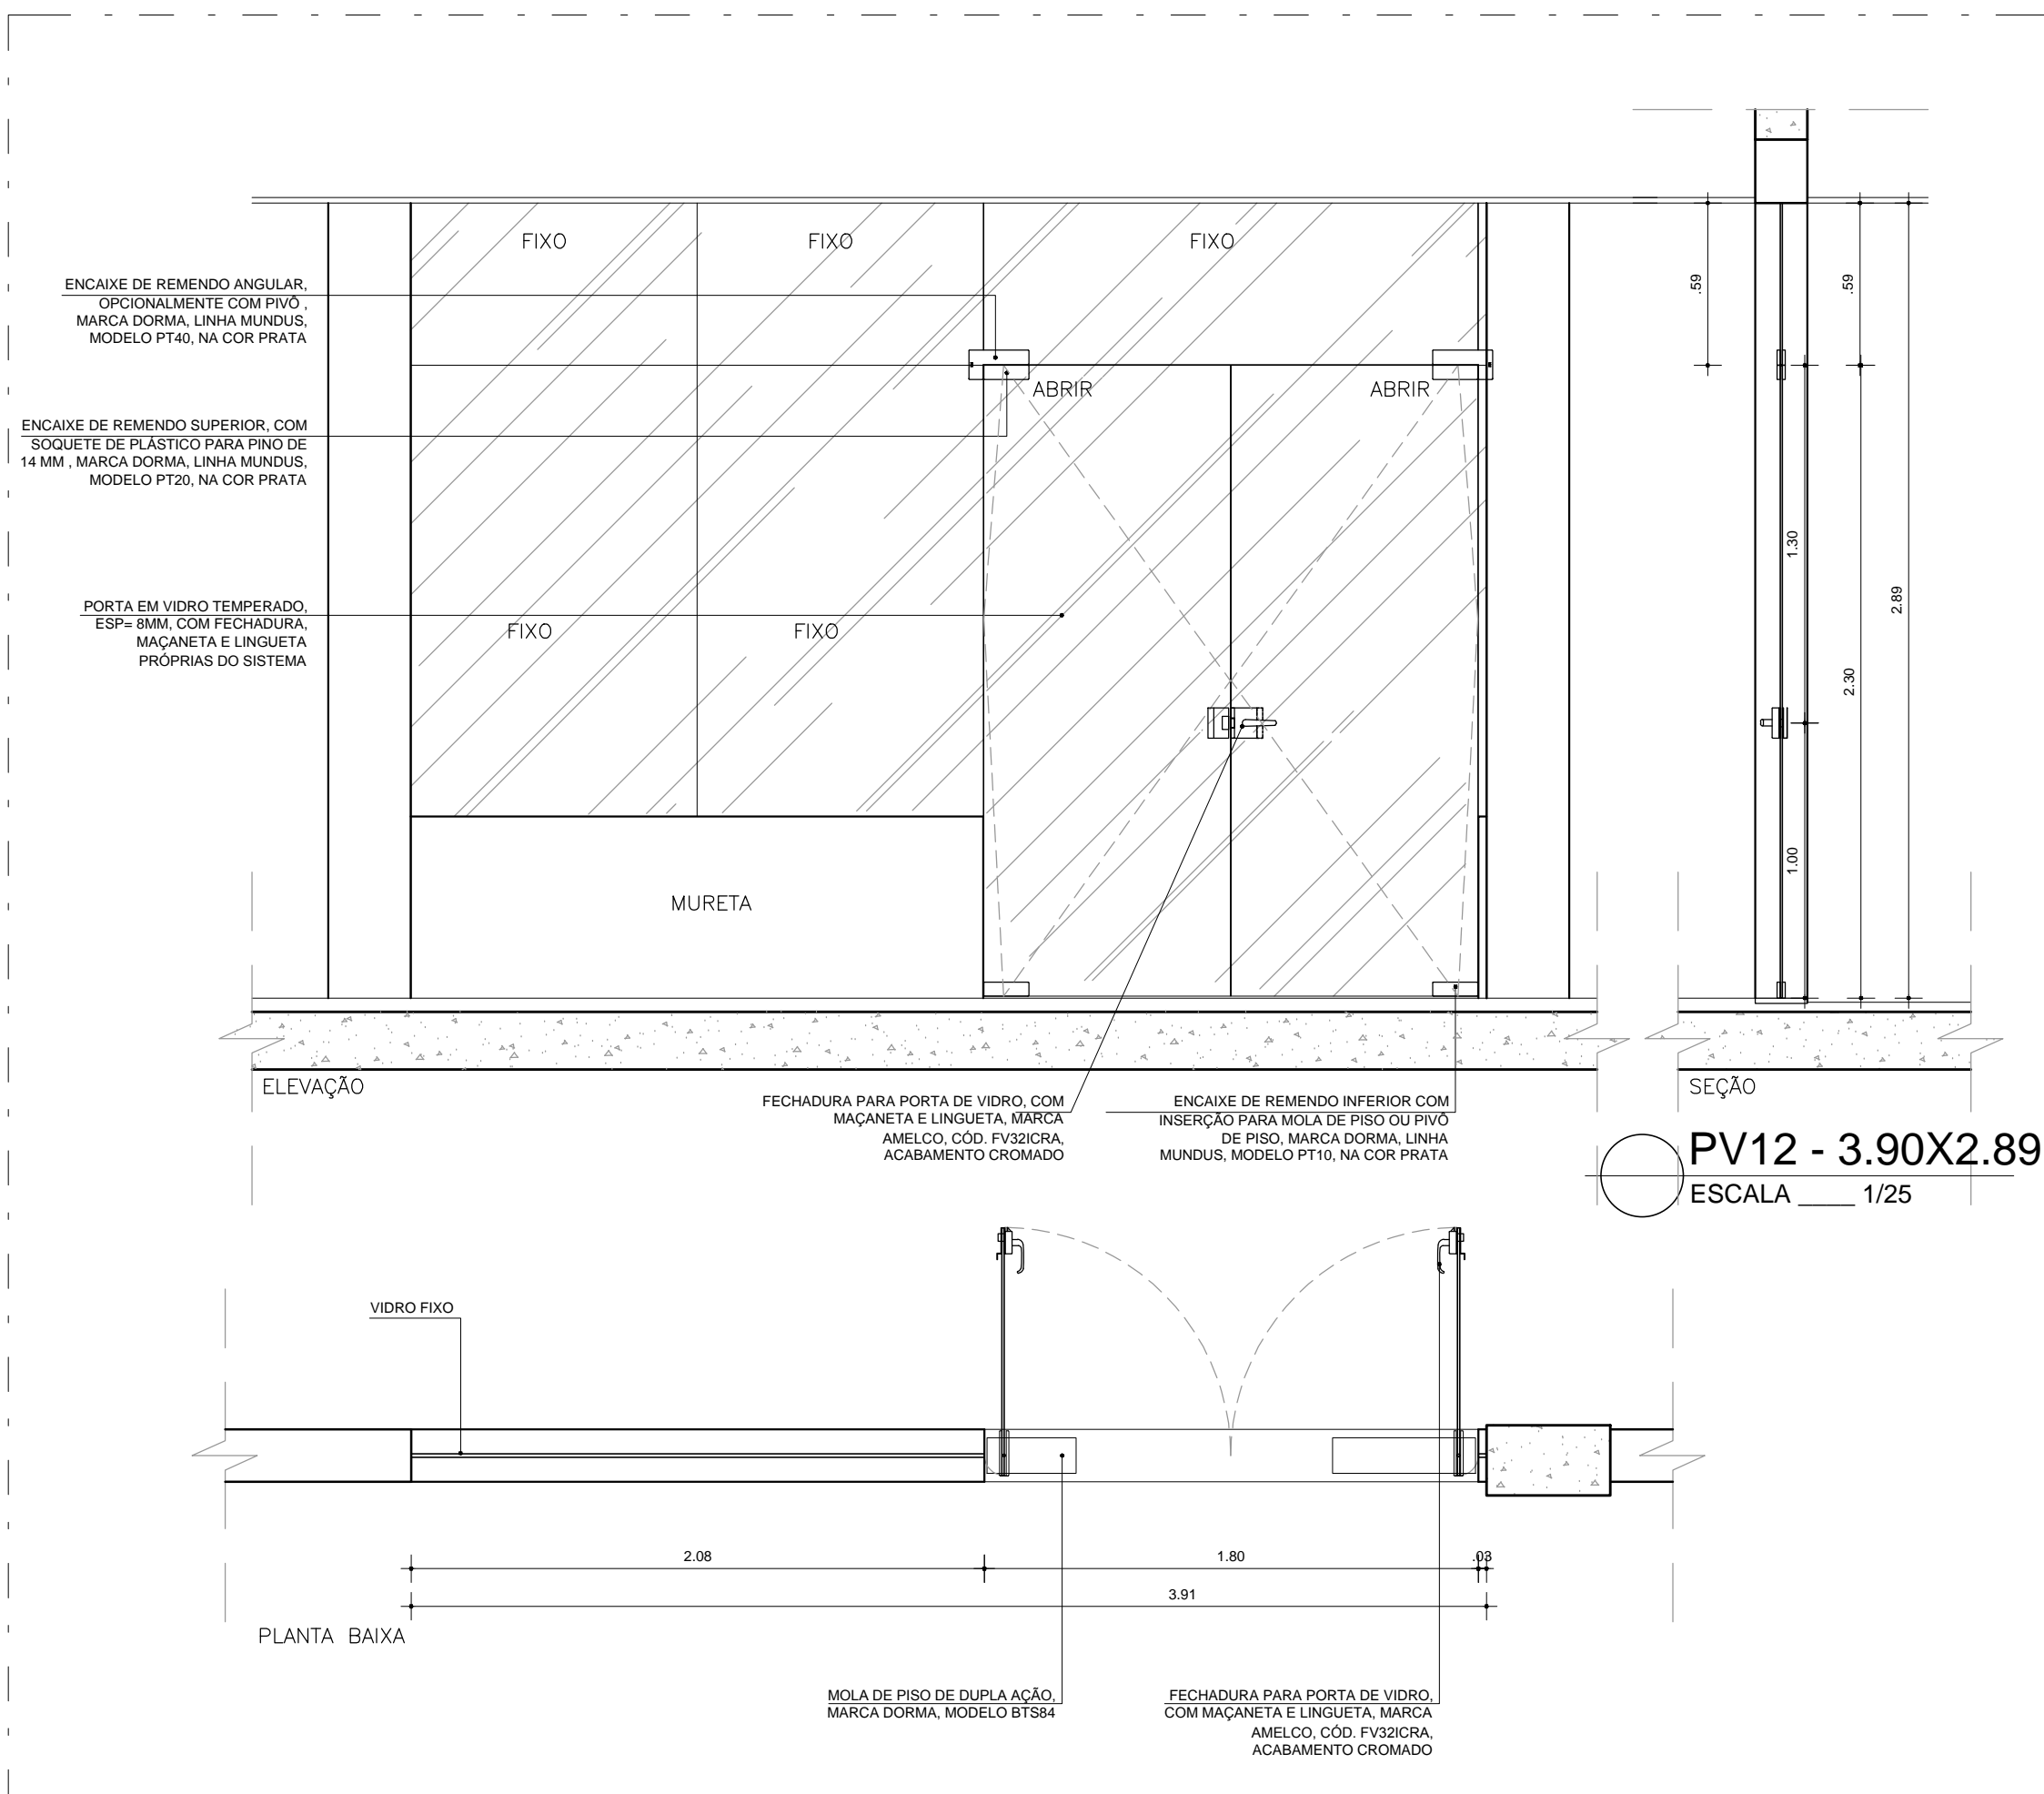 FIXO
FIXO
FIXO
ENCAIXE DE REMENDO ANGULAR,
OPCIONALMENTE COM PIVÔ ,
MARCA DORMA, LINHA MUNDUS,
MODELO PT40, NA COR PRATA
.59
.59
ABRIR
ABRIR
ENCAIXE DE REMENDO SUPERIOR, COM
SOQUETE DE PLÁSTICO PARA PINO DE
14 MM , MARCA DORMA, LINHA MUNDUS,
MODELO PT20, NA COR PRATA
1.30
2.89
PORTA EM VIDRO TEMPERADO,
ESP= 8MM, COM FECHADURA,
MAÇANETA E LINGUETA
PRÓPRIAS DO SISTEMA
FIXO
FIXO
2.30
1.00
MURETA
ELEVAÇÃO
SEÇÃO
FECHADURA PARA PORTA DE VIDRO, COM
MAÇANETA E LINGUETA, MARCA
AMELCO, CÓD. FV32ICRA,
ACABAMENTO CROMADO
ENCAIXE DE REMENDO INFERIOR COM
INSERÇÃO PARA MOLA DE PISO OU PIVÔ
DE PISO, MARCA DORMA, LINHA
MUNDUS, MODELO PT10, NA COR PRATA
PV12 - 3.90X2.89
ESCALA ____ 1/25
VIDRO FIXO
2.08
1.80
.03
3.91
PLANTA BAIXA
MOLA DE PISO DE DUPLA AÇÃO,
MARCA DORMA, MODELO BTS84
FECHADURA PARA PORTA DE VIDRO,
COM MAÇANETA E LINGUETA, MARCA
AMELCO, CÓD. FV32ICRA,
ACABAMENTO CROMADO